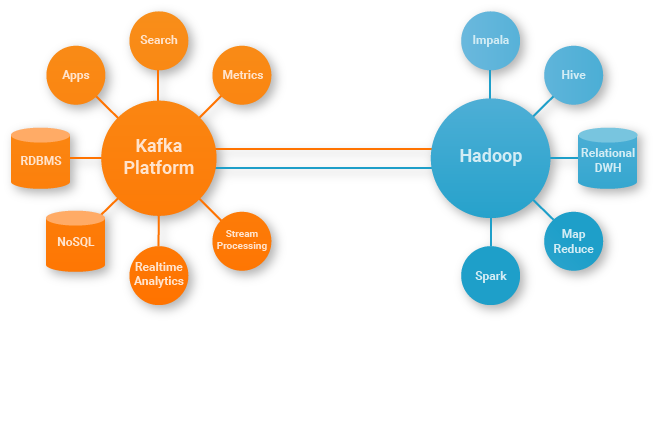 Search
Apps
Metrics
RDBMS
Kafka
Platform
NoSQL
Stream
Processing
Realtime
Analytics
Impala
Hive
Hadoop
Relational
DWH
Map
Reduce
Spark